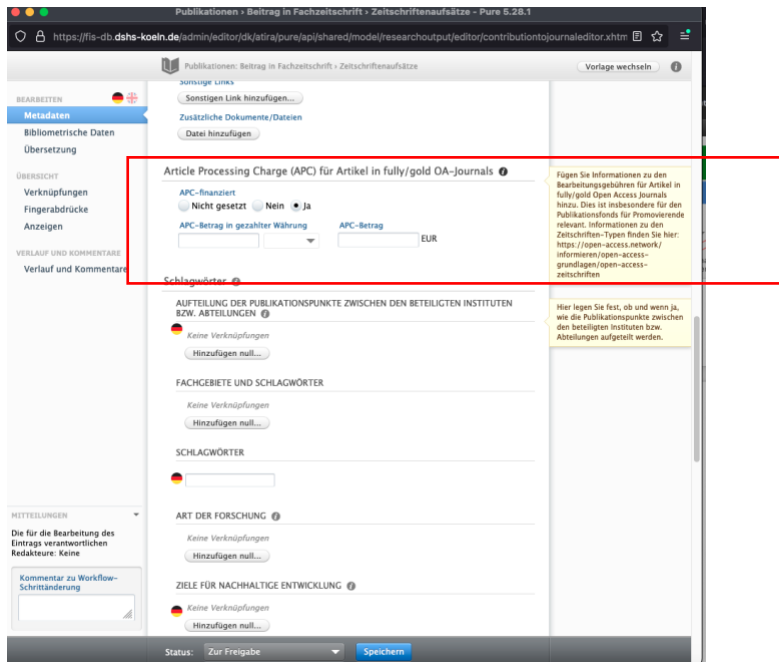 Publikationen › Beitrag in Fachzeitschrift › Zeitschriftenaufsätze - Pure 5.28.1
https://fis-db.dshs-koeln.de/admin/editor/dk/atira/pure/api/shared/model/researchoutput/editor/contributiontojournaleditor.xhtm
Publikationen: Beitrag in Fachzeitschrift › Zeitschriftenaufsätze
Vorlage wechseln
BEARBEITEN
Metadaten
Bibliometrische Daten
Übersetzung
ÜBERSICHT
Verknüpfungen
Fingerabdrücke
Anzeigen
VERLAUF UND KOMMENTARE
Verlauf und Kommentare
Sonstige Links
Sonstigen Link hinzufügen...
Zusätzliche Dokumente/Dateien
Datei hinzufügen
Article Processing Charge (APC) für Artikel in fully/gold OA-Journals
APC-finanziert
Nicht gesetzt Nein Ja
APC-Betrag in gezahlter Währung APC-Betrag
EUR
Fügen Sie Informationen zu den
Bearbeitungsgebühren für Artikel in
fully/gold Open Access Journals
hinzu. Dies ist insbesondere für den
Publikationsfonds für Promovierende
relevant. Informationen zu den
Zeitschriften-Typen finden Sie hier:
https://open-access.network/
informieren/open-access-
grundlagen/open-access-
zeitschriften
Schlagwörter
AUFTEILUNG DER PUBLIKATIONSPUNKTE ZWISCHEN DEN BETEILIGTEN INSTITUTEN
BZW. ABTEILUNGEN
Keine Verknüpfungen
Hinzufügen null...
Hier legen Sie fest, ob und wenn ja,
wie die Publikationspunkte zwischen
den beteiligten Instituten bzw.
Abteilungen aufgeteilt werden.
FACHGEBIETE UND SCHLAGWÖRTER
Keine Verknüpfungen
Hinzufügen null...
SCHLAGWÖRTER
ART DER FORSCHUNG
Keine Verknüpfungen
Hinzufügen null...
ZIELE FÜR NACHHALTIGE ENTWICKLUNG
Keine Verknüpfungen
Hinzufügen null...
MITTEILUNGEN
Die für die Bearbeitung des
Eintrags verantwortlichen
Redakteure: Keine
Kommentar zu Workflow-
Schrittänderung
Status: Zur Freigabe Speichern